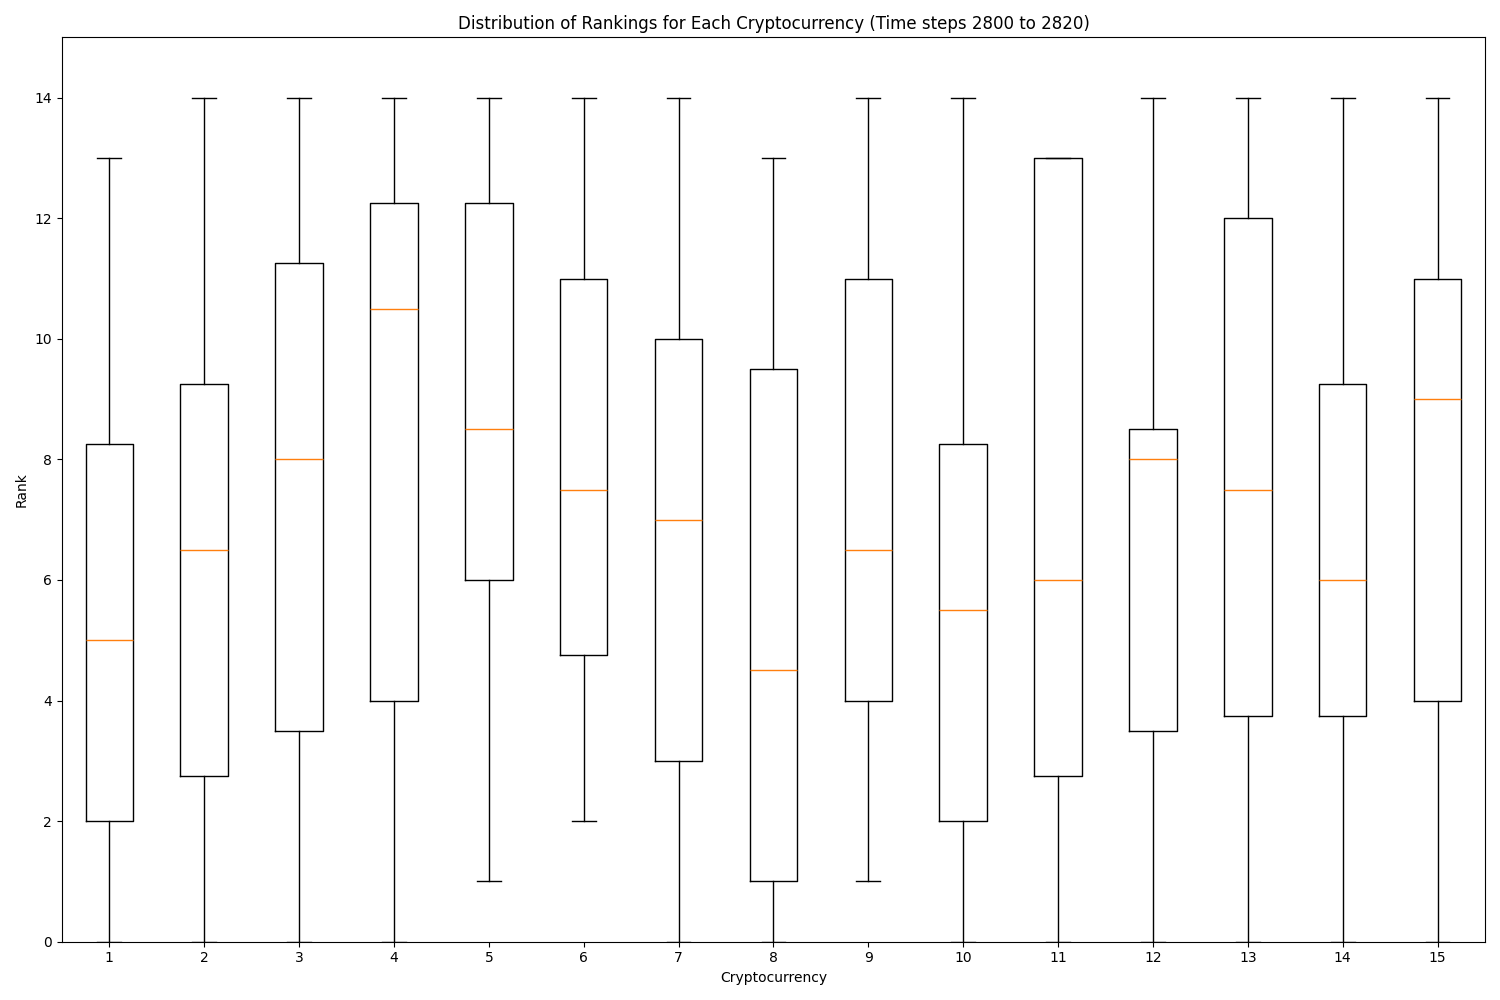 Distribution of Rankings for Each Cryptocurrency (Time steps 2800 to 2820)
Rank
14
12
10
8
6
4
2
0
1 2 3 4 5 6 7 8 9 10 11 12 13 14 15
Cryptocurrency